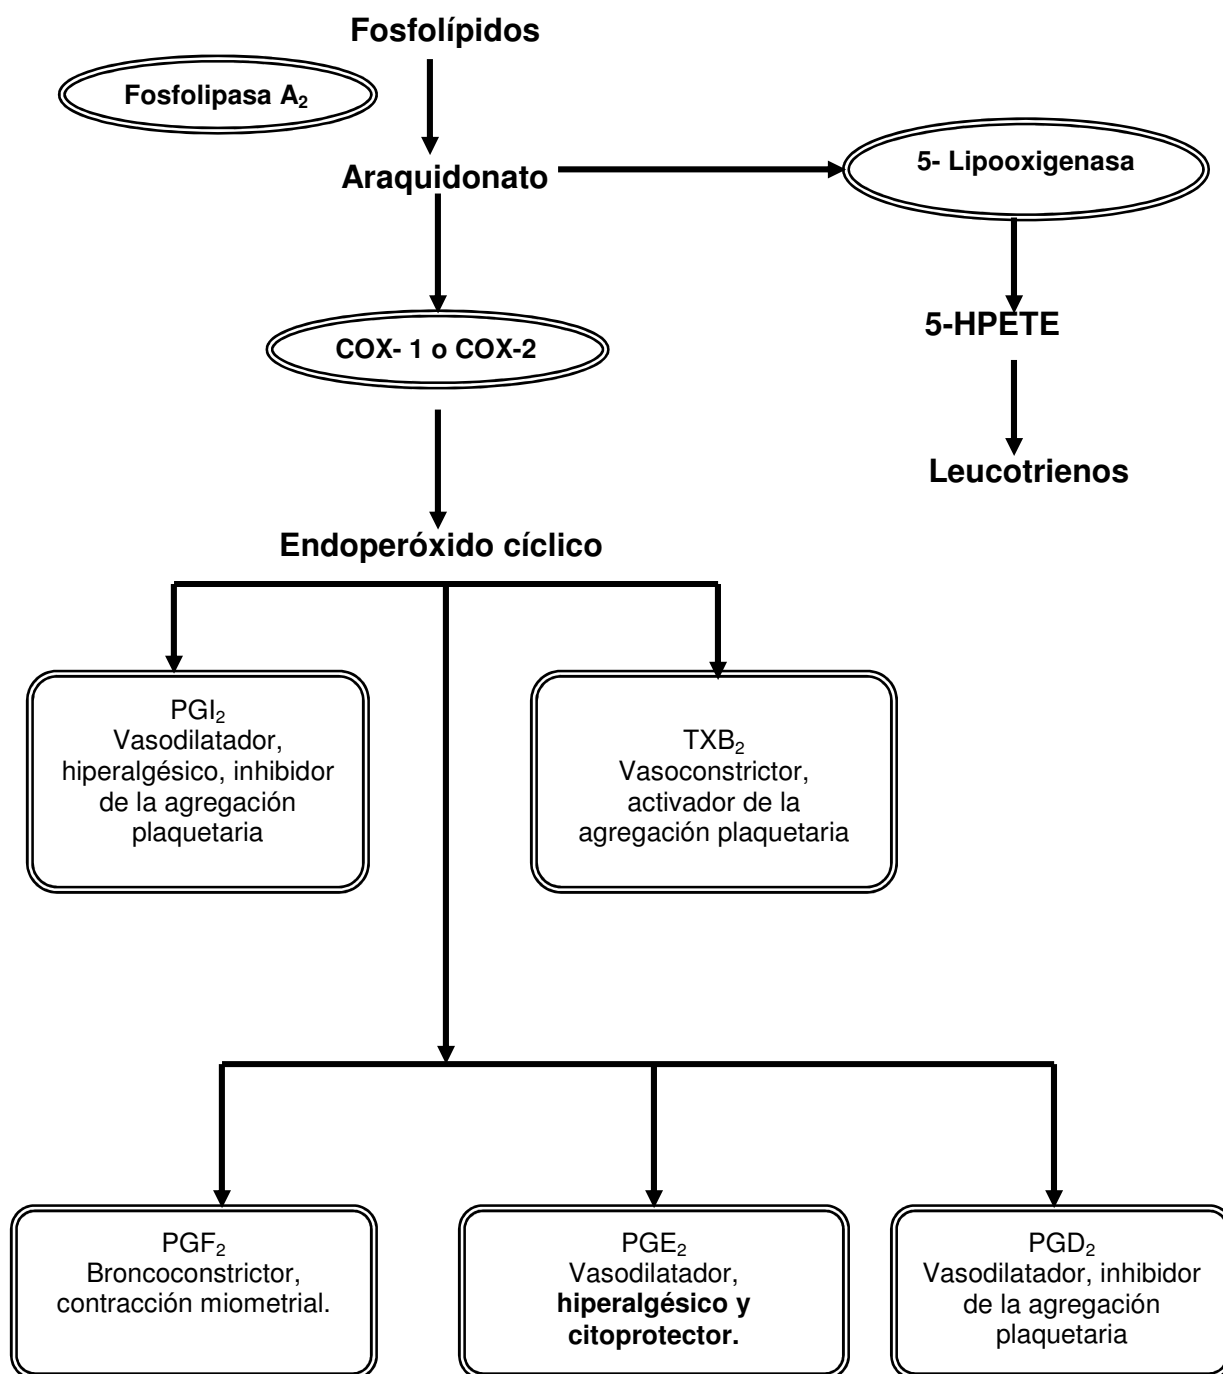 Fosfolípidos
Fosfolipasa A₂
Araquidonato
5- Lipooxigenasa
COX- 1 o COX-2
5-HPETE
Leucotrienos
Endoperóxido cíclico
PGI₂
Vasodilatador,
hiperalgésico, inhibidor
de la agregación
plaquetaria
TXB₂
Vasoconstrictor,
activador de la
agregación plaquetaria
PGF₂
Broncoconstrictor,
contracción miometrial.
PGE₂
Vasodilatador,
hiperalgésico y
citoprotector.
PGD₂
Vasodilatador, inhibidor
de la agregación
plaquetaria